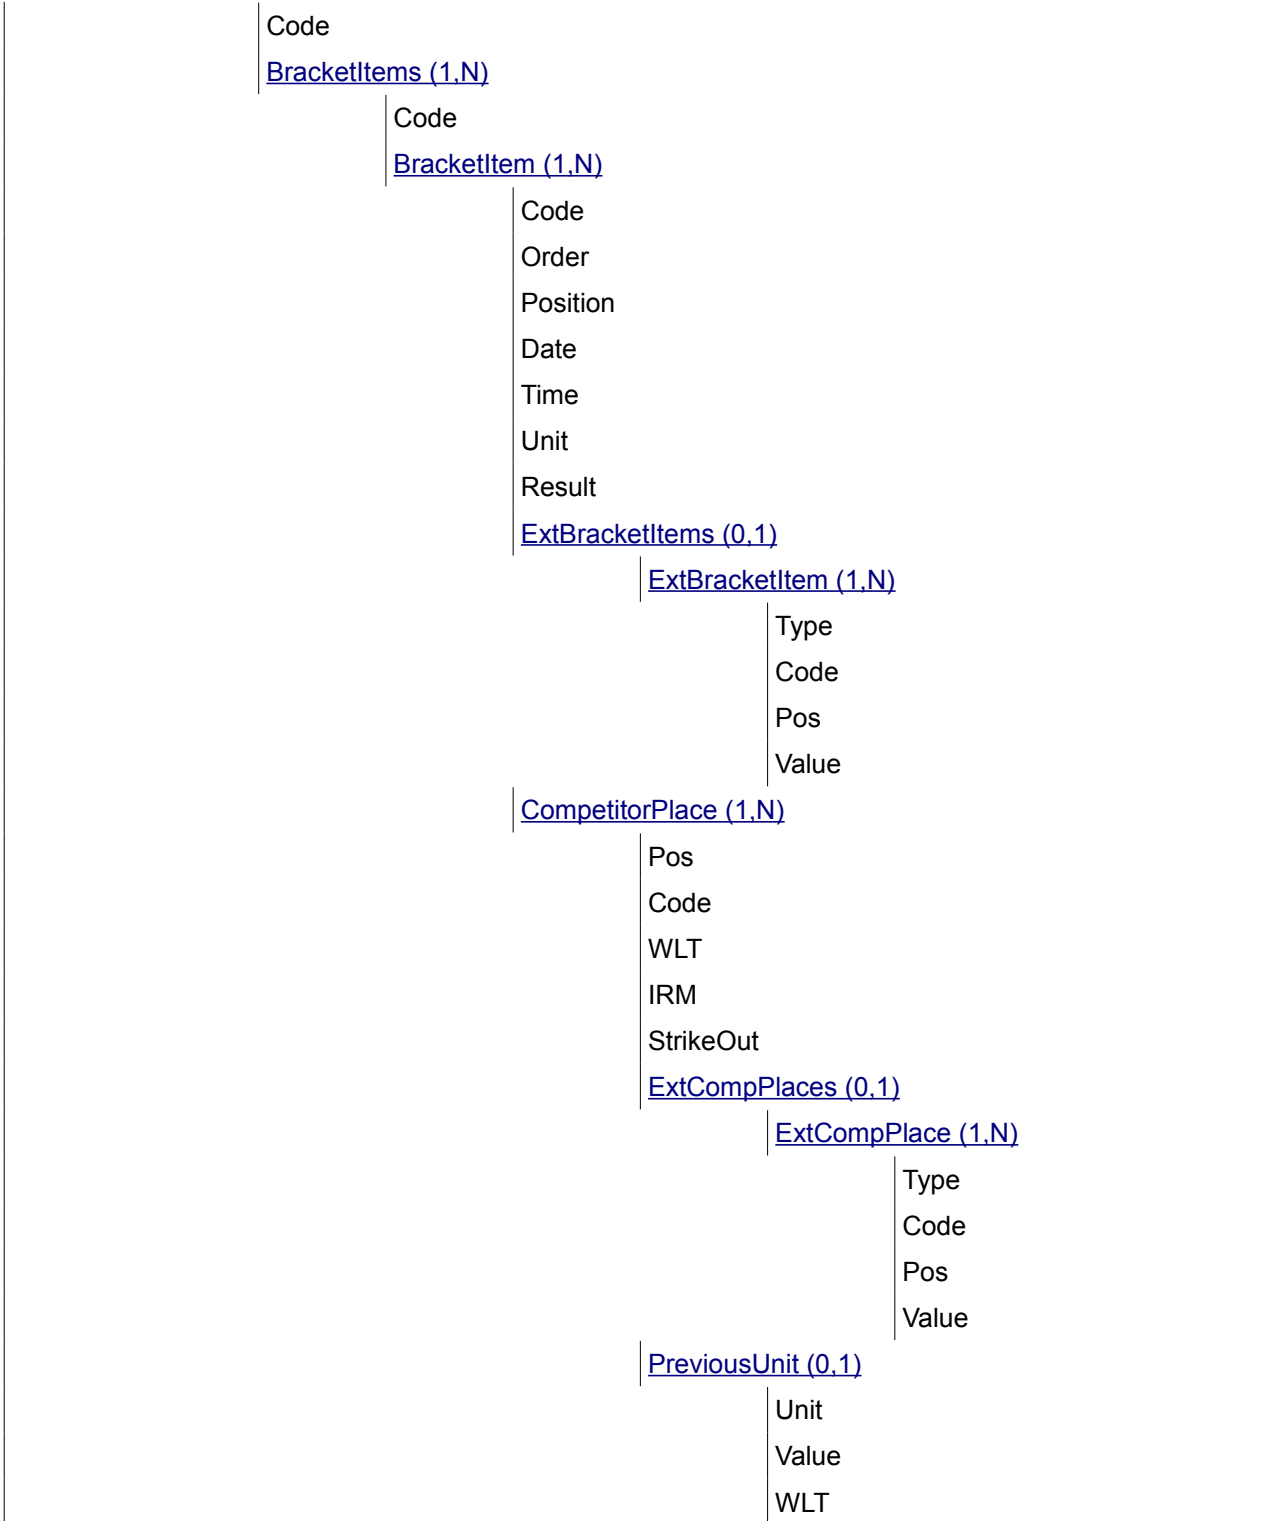 Code
BracketItems (1,N)
Code
BracketItem (1,N)
Code
Order
Position
Date
Time
Unit
Result
ExtBracketItems (0,1)
ExtBracketItem (1,N)
Type
Code
Pos
Value
CompetitorPlace (1,N)
Pos
Code
WLT
IRM
StrikeOut
ExtCompPlaces (0,1)
ExtCompPlace (1,N)
Type
Code
Pos
Value
PreviousUnit (0,1)
Unit
Value
WLT